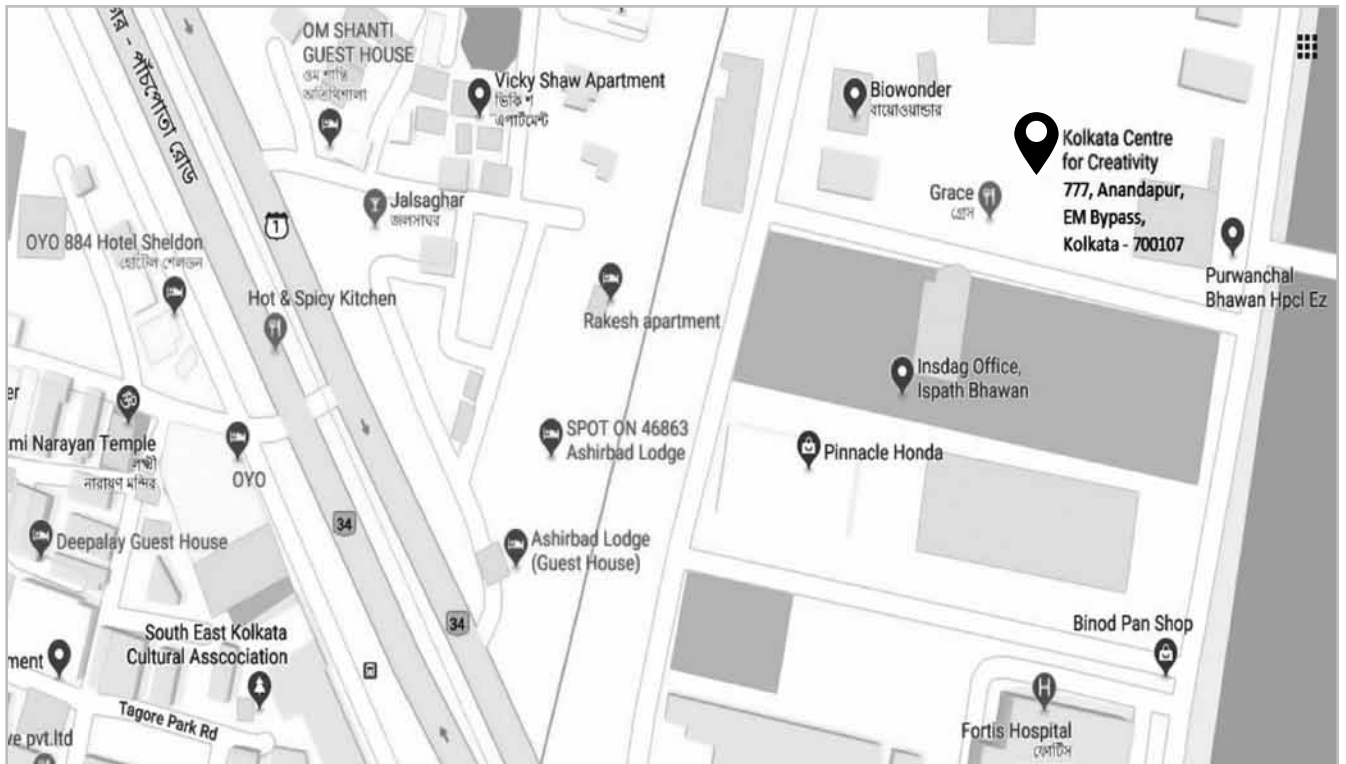 OM SHANTI
GUEST HOUSE
ওম শান্তি
অতিথিশালা
Vicky Shaw Apartment
ভিকি শ
এপার্টমেন্ট
Biowonder
বায়োওয়ান্ডার
Kolkata Centre
for Creativity
777, Anandapur,
EM Bypass,
Kolkata - 700107
পাঁচপোতা রোড
Grace
গ্রেস
Jalsaghar
জলসাঘর
1
OYO 884 Hotel Sheldon
হোটেল শেলডন
Purwanchal
Bhawan Hpcl Ez
Hot & Spicy Kitchen
Rakesh apartment
Insdag Office,
Ispath Bhawan
er
mi Narayan Temple
লক্ষ্মী
নারায়ণ মন্দির
OYO
SPOT ON 46863
Ashirbad Lodge
Pinnacle Honda
34
Deepalay Guest House
Ashirbad Lodge
(Guest House)
34
South East Kolkata
Cultural Asscociation
Binod Pan Shop
ment
Tagore Park Rd
Fortis Hospital
ফোর্টিস
ve pvt.ltd